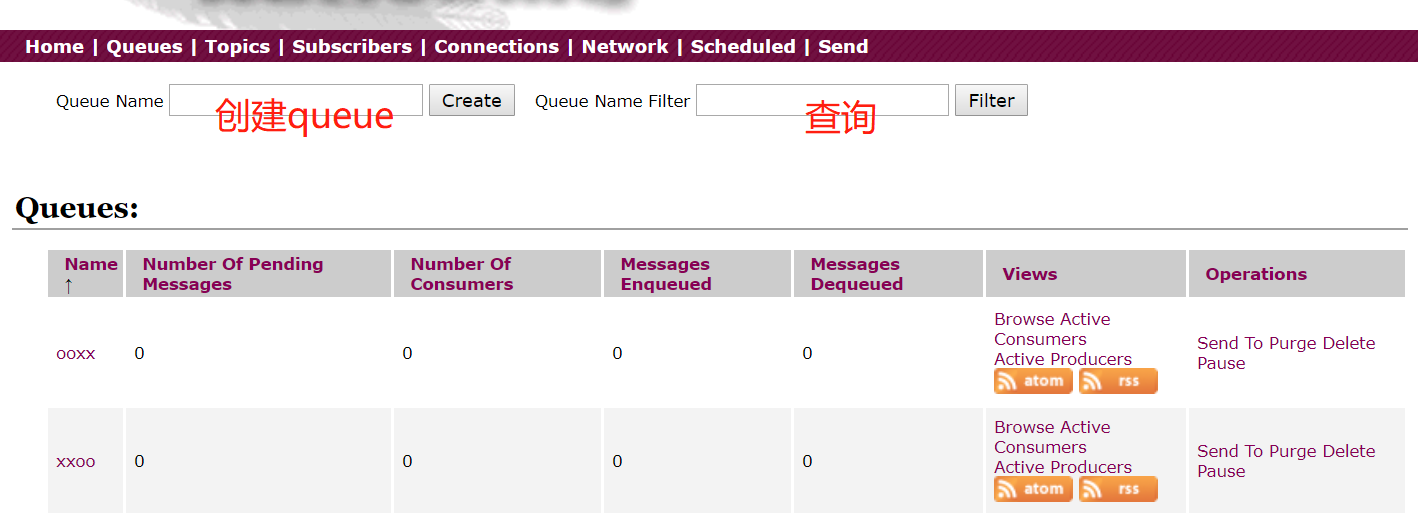 Home | Queues | Topics | Subscribers | Connections | Network | Scheduled | Send
Queue Name Create Queue Name Filter Filter
创建queue 查询
Queues:
Name ↑ Number Of Pending Messages Number Of Consumers Messages Enqueued Messages Dequeued Views Operations
ooxx 0 0 0 0
Browse Active
Consumers
Active Producers
atom rss
Send To Purge Delete
Pause
xxoo 0 0 0 0
Browse Active
Consumers
Active Producers
atom rss
Send To Purge Delete
Pause